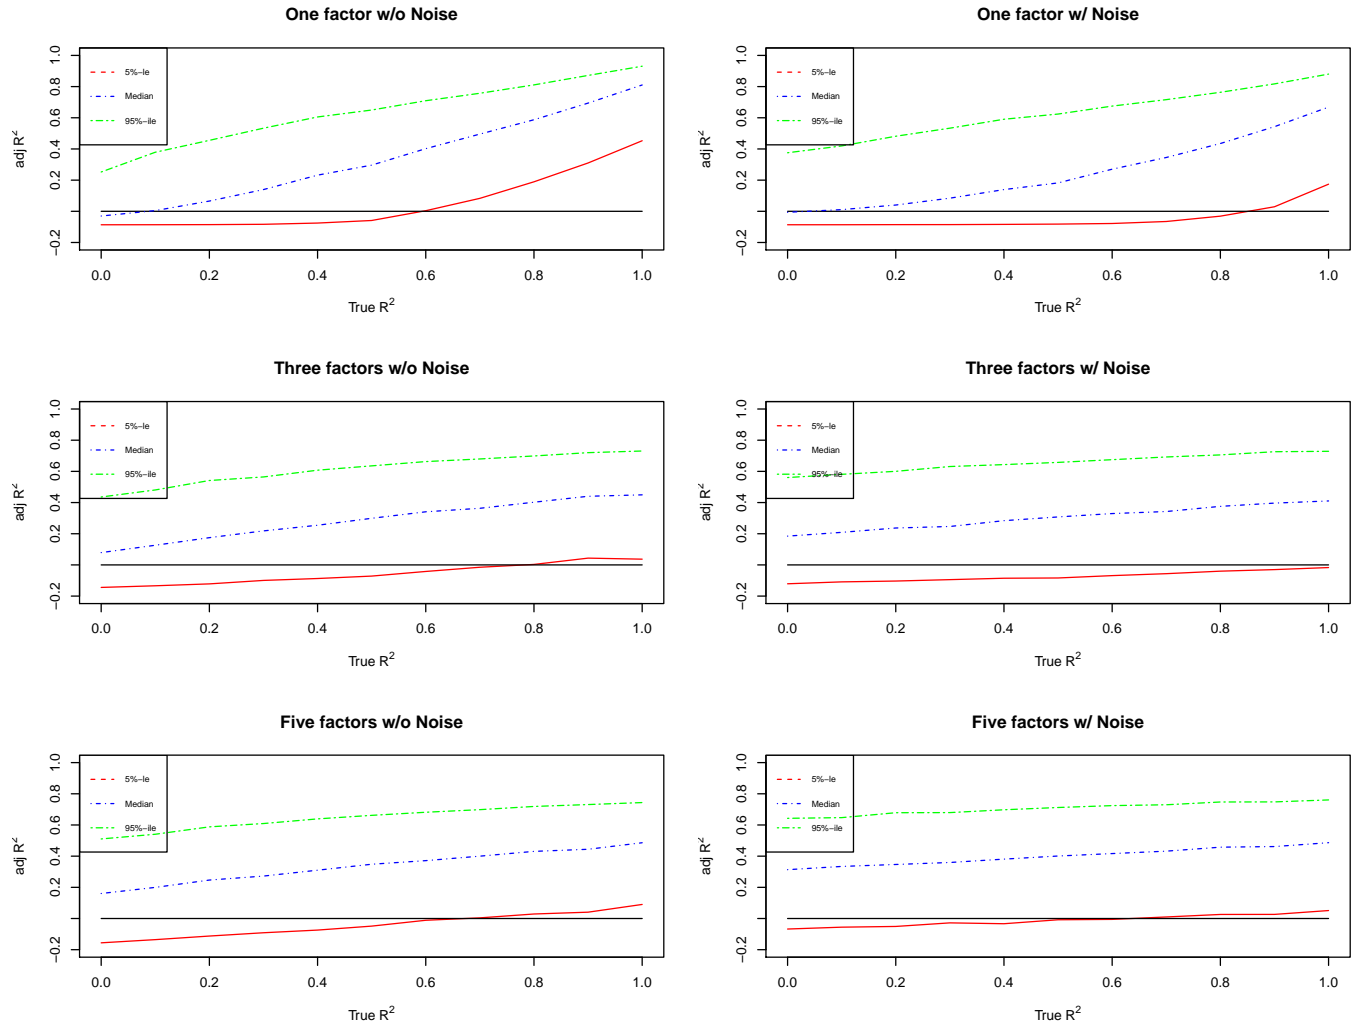 One factor w/o Noise
adj R²
1.0
0.8
0.6
0.4
0.2
−0.2
5%−le
Median
95%−ile
0.0 0.2 0.4 0.6 0.8 1.0
True R²
One factor w/ Noise
adj R²
1.0
0.8
0.6
0.4
0.2
−0.2
5%−le
Median
95%−ile
0.0 0.2 0.4 0.6 0.8 1.0
True R²
Three factors w/o Noise
adj R²
1.0
0.8
0.6
0.4
0.2
−0.2
5%−le
Median
95%−ile
0.0 0.2 0.4 0.6 0.8 1.0
True R²
Three factors w/ Noise
adj R²
1.0
0.8
0.6
0.4
0.2
−0.2
5%−le
Median
95%−ile
0.0 0.2 0.4 0.6 0.8 1.0
True R²
Five factors w/o Noise
adj R²
1.0
0.8
0.6
0.4
0.2
−0.2
5%−le
Median
95%−ile
0.0 0.2 0.4 0.6 0.8 1.0
True R²
Five factors w/ Noise
adj R²
1.0
0.8
0.6
0.4
0.2
−0.2
5%−le
Median
95%−ile
0.0 0.2 0.4 0.6 0.8 1.0
True R²